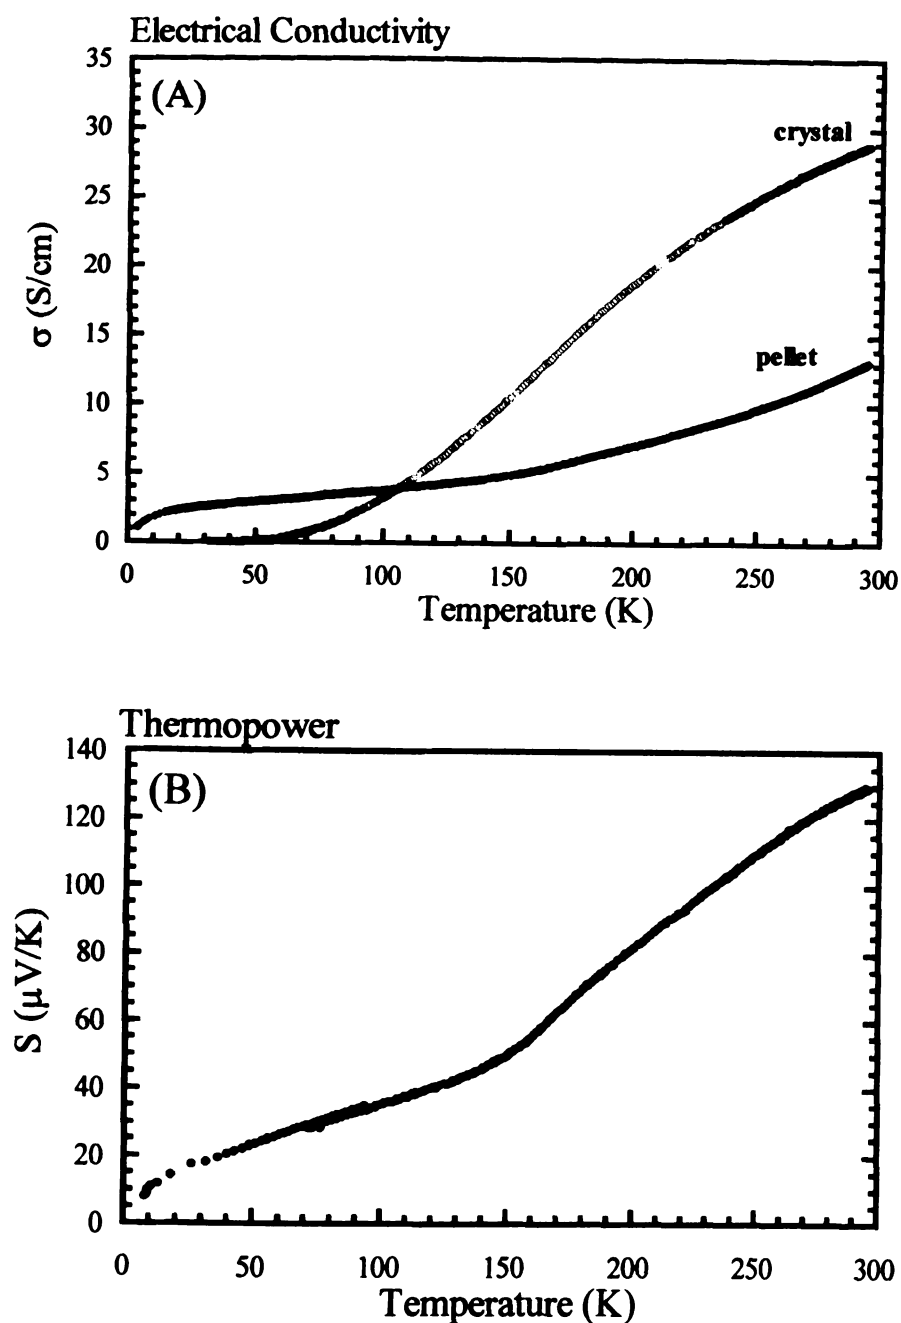 Electrical Conductivity
35
(A)
30
crystal
25
σ (S/cm)
20
15
pellet
10
5
0
0 50 100 150 200 250 300
Temperature (K)
Thermopower
140
(B)
120
100
80
S (μV/K)
60
40
20
0
0 50 100 150 200 250 300
Temperature (K)